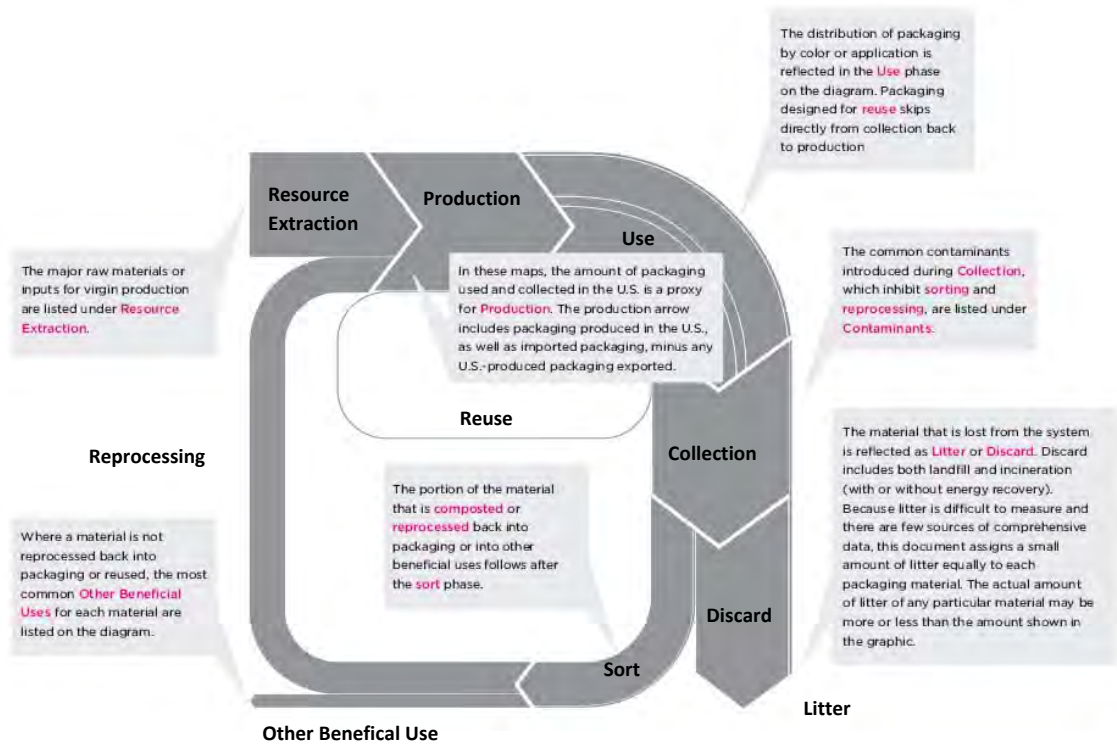 The distribution of packaging
by color or application is
reflected in the Use phase
on the diagram. Packaging
designed for reuse skips
directly from collection back
to production
Resource
Extraction
Production
Use
The major raw materials or
inputs for virgin production
are listed under Resource
Extraction.
In these maps, the amount of packaging
used and collected in the U.S. is a proxy
for Production. The production arrow
includes packaging produced in the U.S.,
as well as imported packaging, minus any
U.S.-produced packaging exported.
The common contaminants
introduced during Collection,
which inhibit sorting and
reprocessing, are listed under
Contaminants.
Reuse
Reprocessing
Collection
The material that is lost from the system
is reflected as Litter or Discard. Discard
includes both landfill and incineration
(with or without energy recovery).
Because litter is difficult to measure and
there are few sources of comprehensive
data, this document assigns a small
amount of litter equally to each
packaging material. The actual amount
of litter of any particular material may be
more or less than the amount shown in
the graphic.
The portion of the material
that is composted or
reprocessed back into
packaging or into other
beneficial uses follows after
the sort phase.
Where a material is not
reprocessed back into
packaging or reused, the most
common Other Beneficial
Uses for each material are
listed on the diagram.
Discard
Sort
Litter
Other Benefical Use